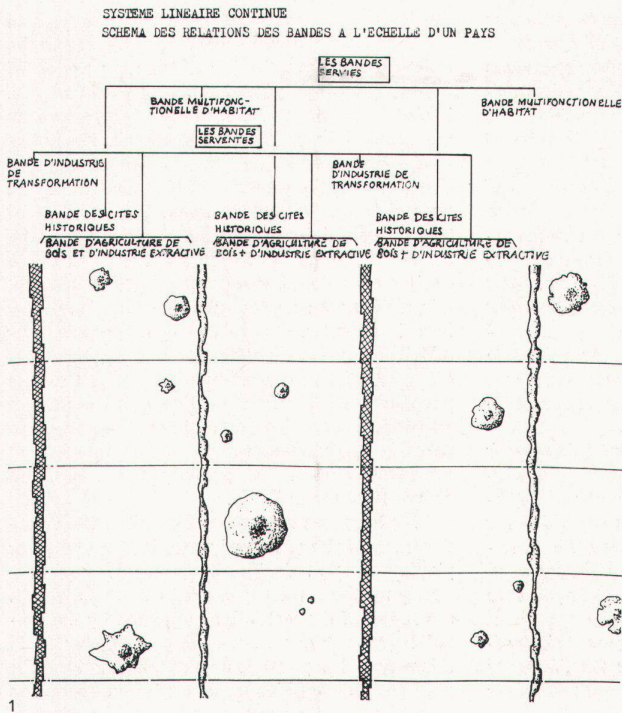 SYSTEME LINEAIRE CONTINUE
SCHEMA DES RELATIONS DES BANDES A L'ECHELLE D'UN PAYS
LES BANDES
SERVIES
BANDE MULTIFONC-
TIONELLE D'HABITAT
BANDE MULTIFONCTIONELLE
D'HABITAT
LES BANDES
SERVENTES
BANDE D'INDUSTRIE
DE
TRANSFORMATION
BANDE
D'INDUSTRIE DE
TRANSFORMATION
BANDE DES CITES
HISTORIQUES
BANDE D'AGRICULTURE DE
BOIS ET D'INDUSTRIE EXTRACTIVE
BANDE DES CITES
HISTORIQUES
BANDE D'AGRICULTURE DE
BOIS + D'INDUSTRIE EXTRACTIVE
BANDE DES CITES
HISTORIQUES
BANDE D'AGRICULTURE DE
BOIS + D'INDUSTRIE EXTRACTIVE
1